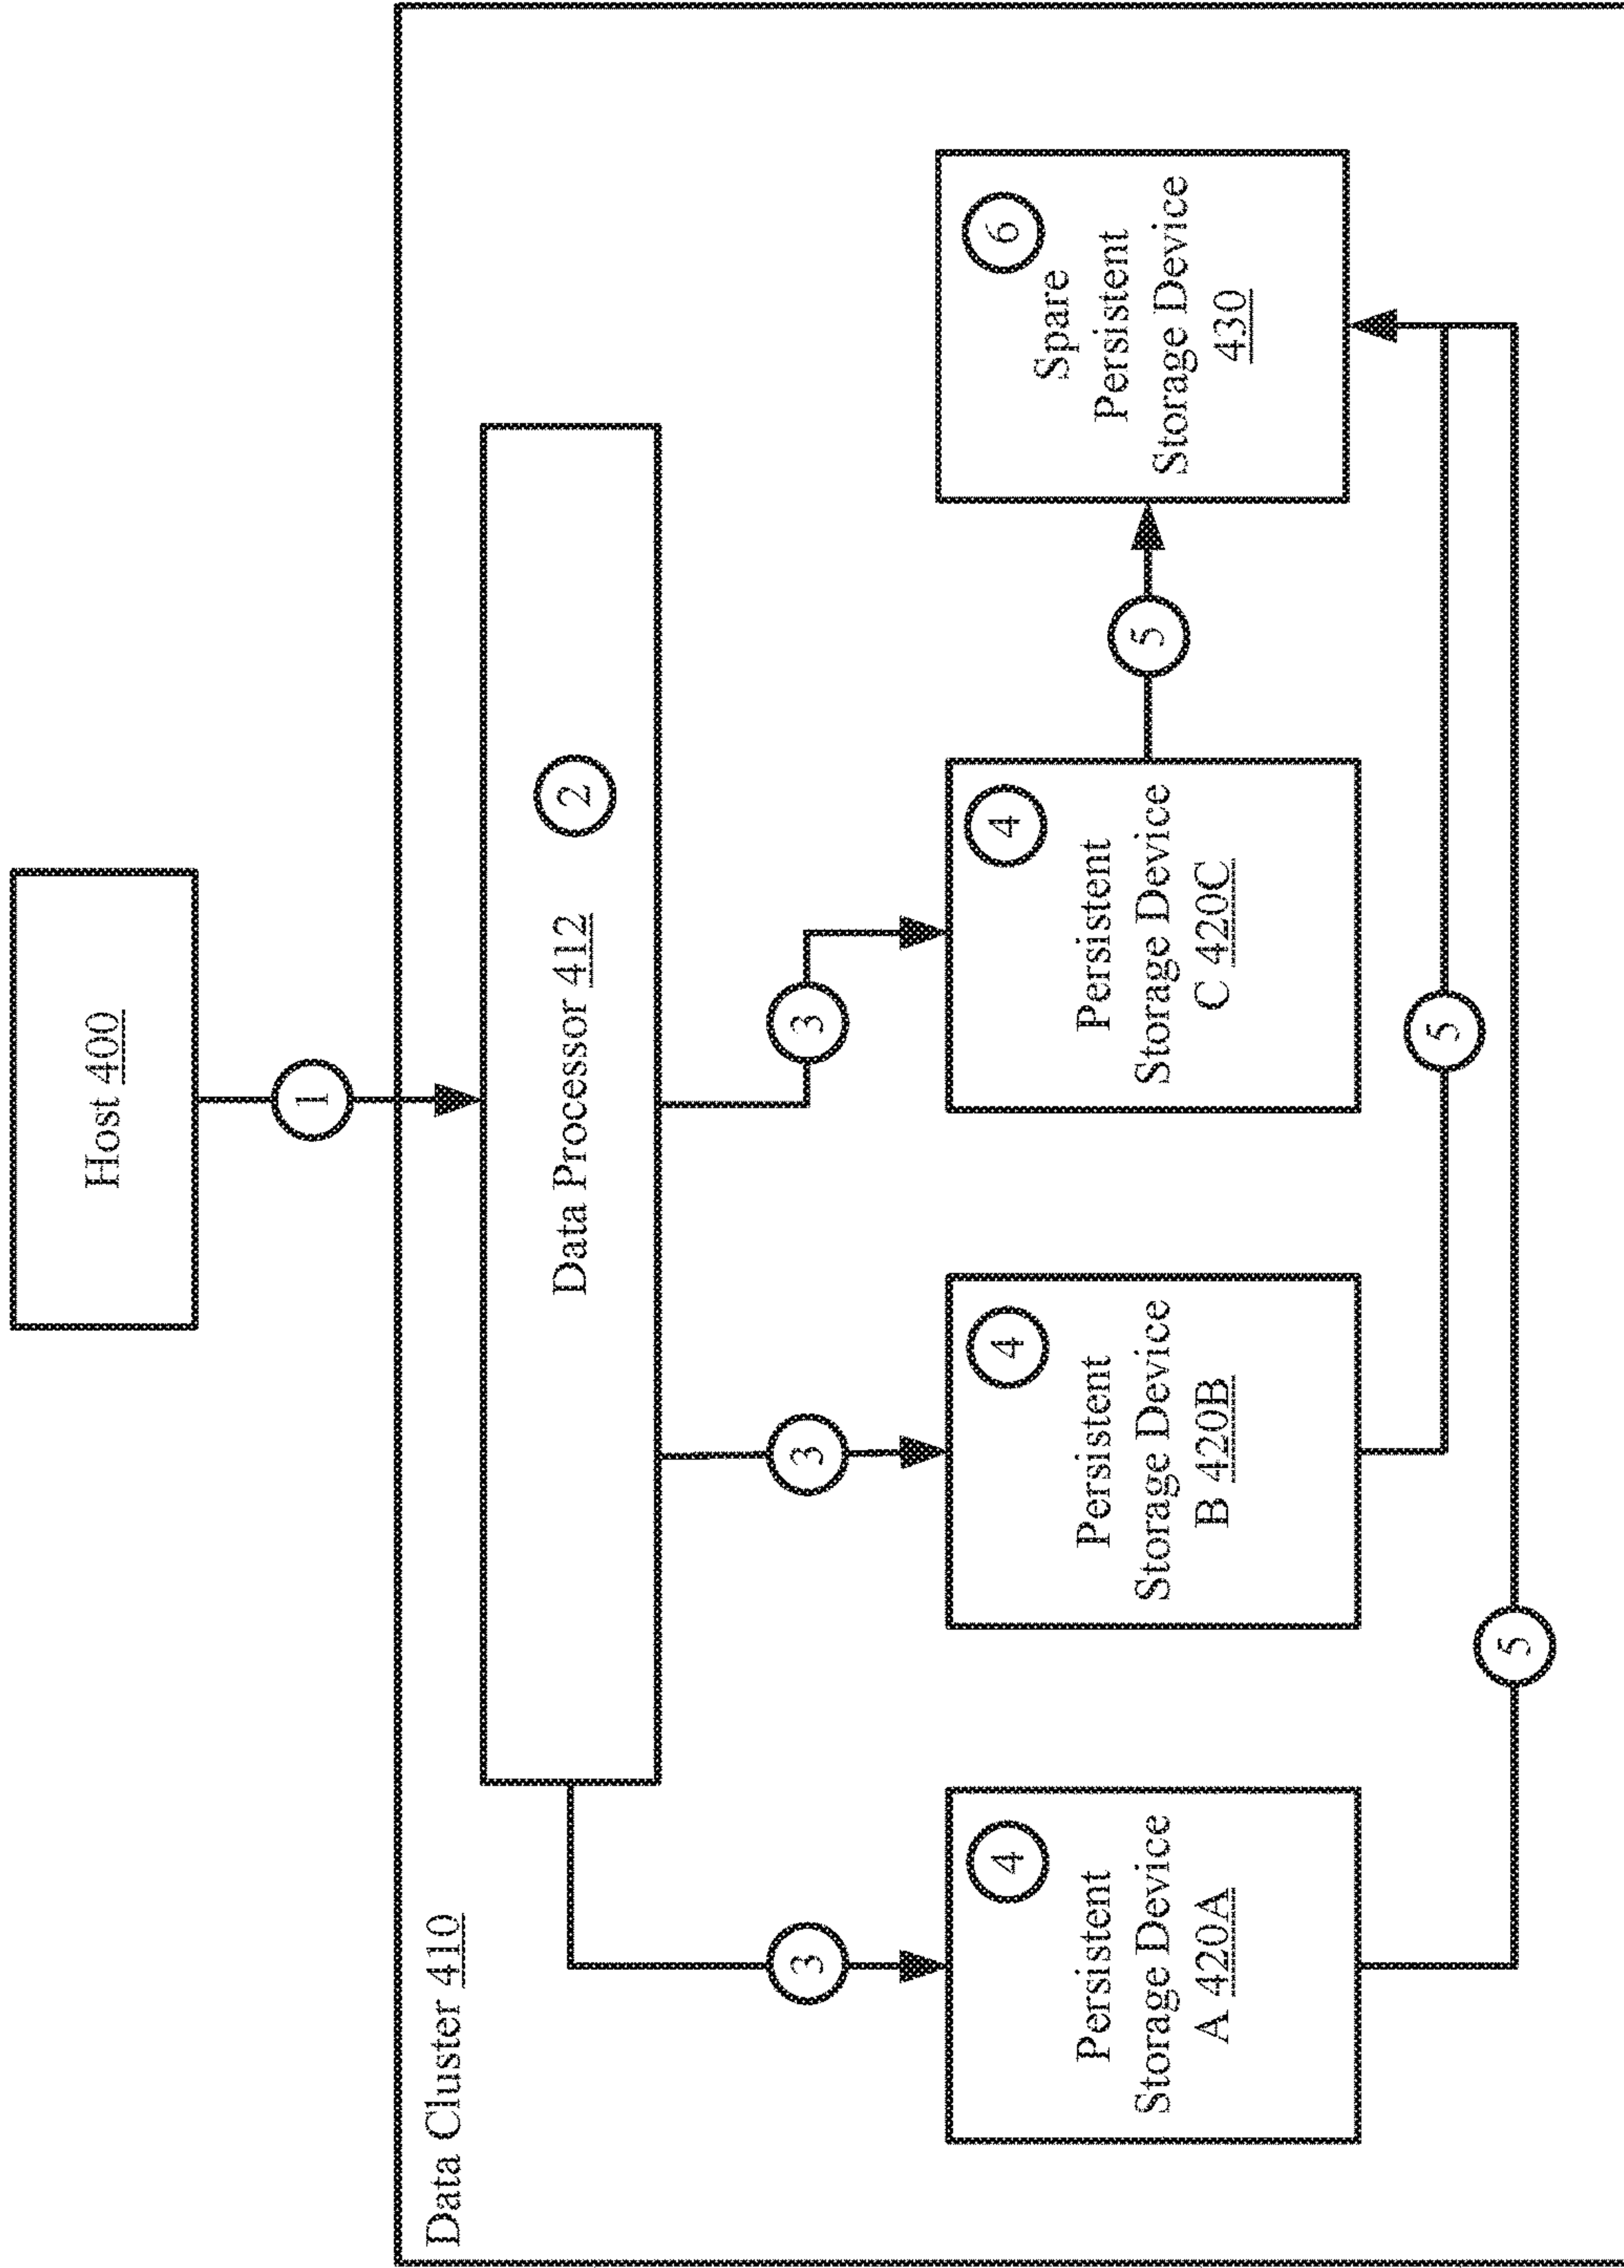 Host 400
1
Data Cluster 410
Data Processor 412
2
3
3
3
4
Persistent
Storage Device
A 420A
4
Persistent
Storage Device
B 420B
4
Persistent
Storage Device
C 420C
5
6
Spare
Persistent
Storage Device
430
5
5